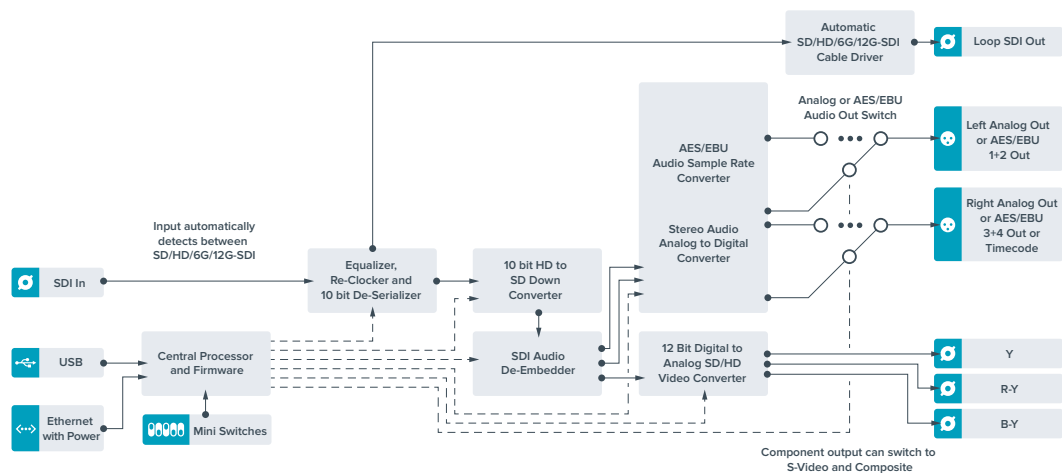 Automatic
SD/HD/6G/12G-SDI
Cable Driver
Loop SDI Out
Analog or AES/EBU
Audio Out Switch
Left Analog Out
or AES/EBU
1+2 Out
AES/EBU
Audio Sample Rate
Converter
Right Analog Out
or AES/EBU
3+4 Out or
Timecode
Stereo Audio
Analog to Digital
Converter
Input automatically
detects between
SD/HD/6G/12G-SDI
SDI In
Equalizer,
Re-Clocker and
10 bit De-Serializer
10 bit HD to
SD Down
Converter
USB
Central Processor
and Firmware
SDI Audio
De-Embedder
12 Bit Digital to
Analog SD/HD
Video Converter
Y
R-Y
B-Y
Ethernet
with Power
Mini Switches
Component output can switch to
S-Video and Composite